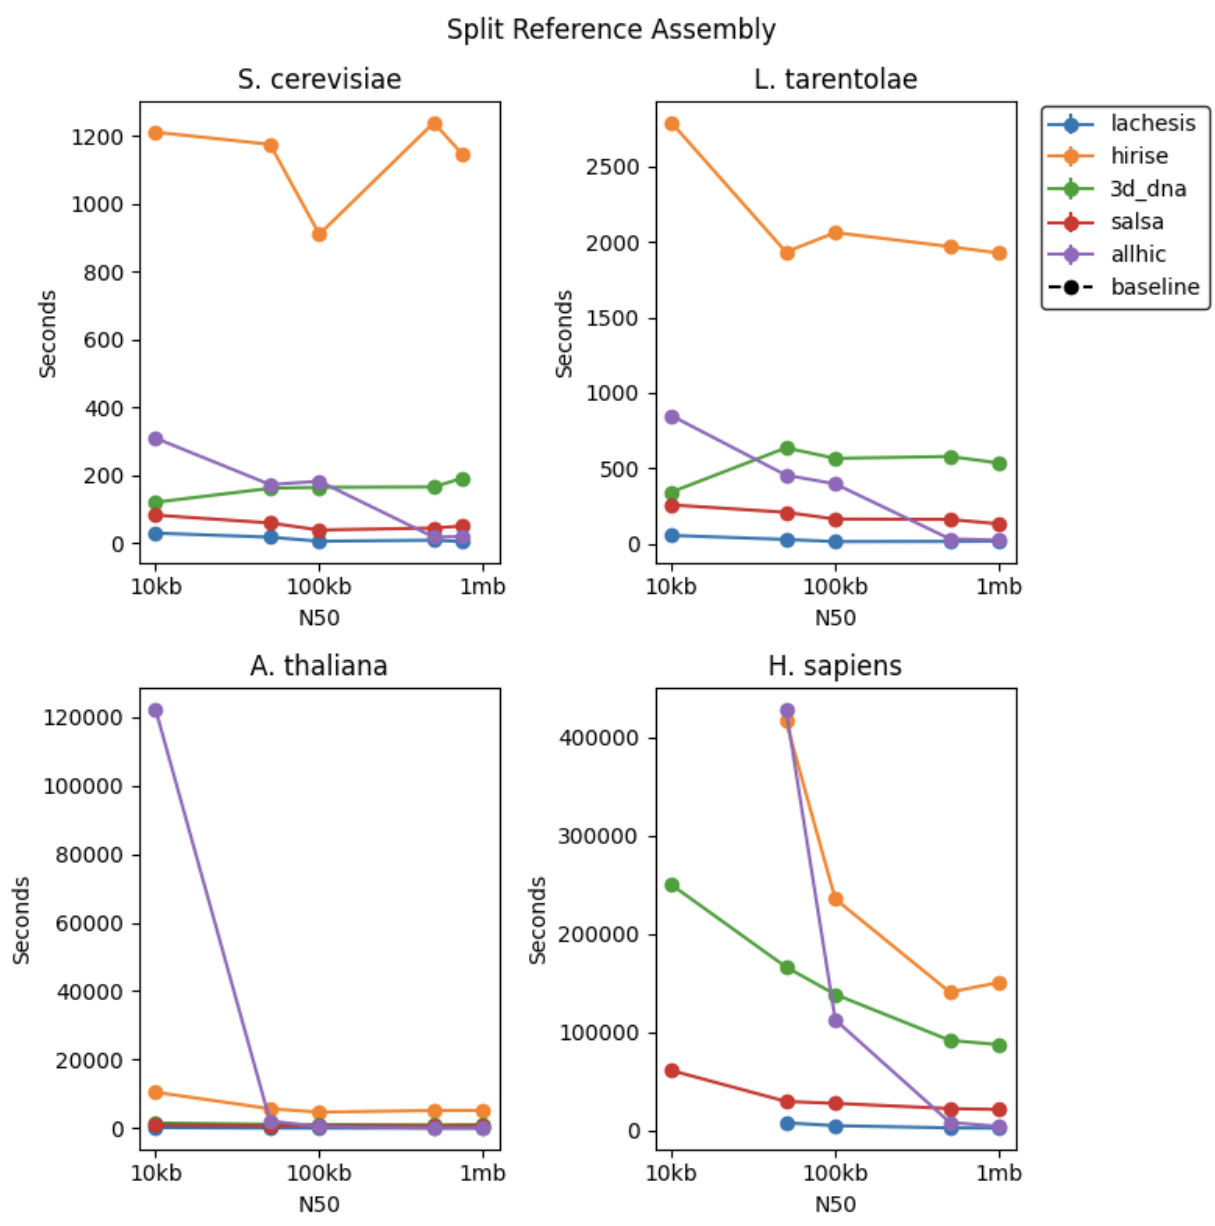 Split Reference Assembly
S. cerevisiae
1200
1000
800
600
400
200
0
Seconds
10kb 100kb 1mb
N50
L. tarentolae
2500
2000
1500
1000
500
0
Seconds
10kb 100kb 1mb
N50
lachesis
hirise
3d_dna
salsa
allhic
baseline
A. thaliana
120000
100000
80000
60000
40000
20000
0
Seconds
10kb 100kb 1mb
N50
H. sapiens
400000
300000
200000
100000
0
Seconds
10kb 100kb 1mb
N50